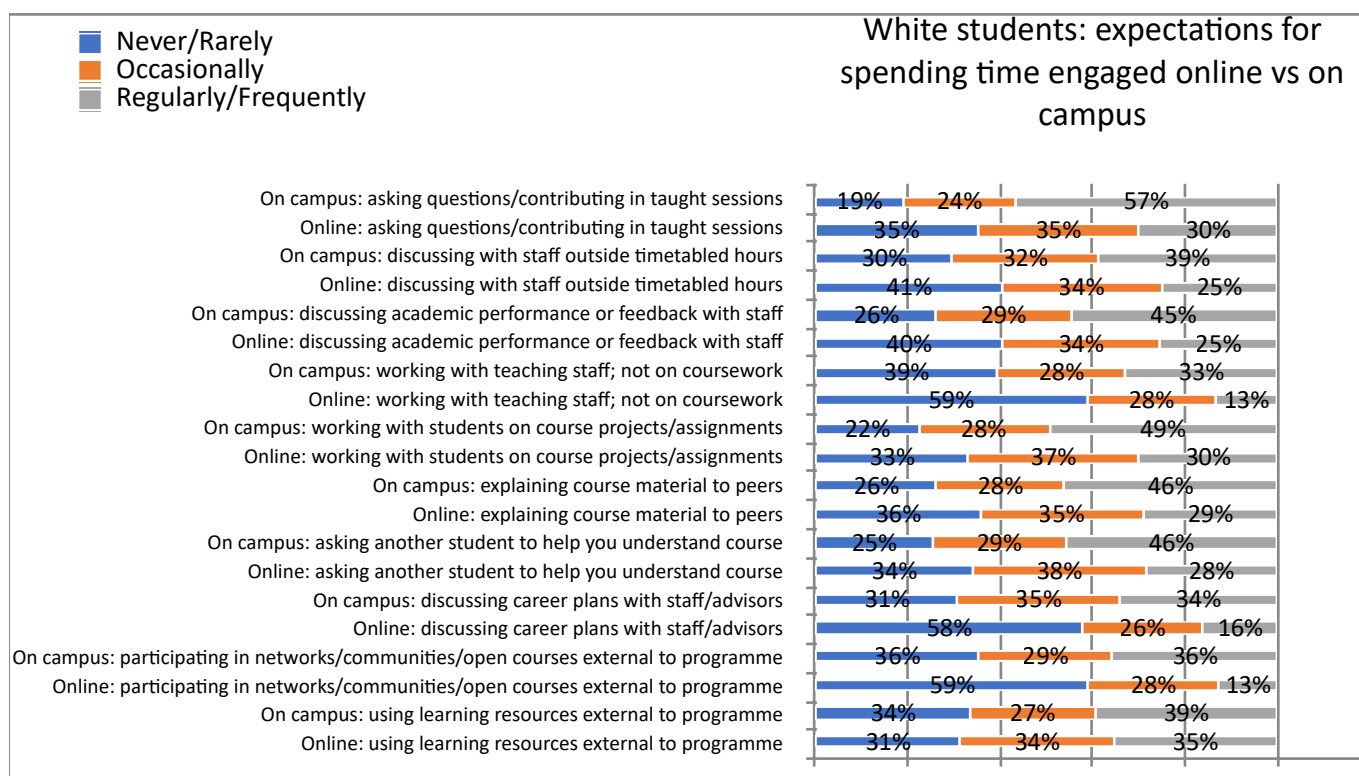 Never/Rarely
Occasionally
Regularly/Frequently
White students: expectations for
spending time engaged online vs on
campus
On campus: asking questions/contributing in taught sessions 19% 24% 57%
Online: asking questions/contributing in taught sessions 35% 35% 30%
On campus: discussing with staff outside timetabled hours 30% 32% 39%
Online: discussing with staff outside timetabled hours 41% 34% 25%
On campus: discussing academic performance or feedback with staff 26% 29% 45%
Online: discussing academic performance or feedback with staff 40% 34% 25%
On campus: working with teaching staff; not on coursework 39% 28% 33%
Online: working with teaching staff; not on coursework 59% 28% 13%
On campus: working with students on course projects/assignments 22% 28% 49%
Online: working with students on course projects/assignments 33% 37% 30%
On campus: explaining course material to peers 26% 28% 46%
Online: explaining course material to peers 36% 35% 29%
On campus: asking another student to help you understand course 25% 29% 46%
Online: asking another student to help you understand course 34% 38% 28%
On campus: discussing career plans with staff/advisors 31% 35% 34%
Online: discussing career plans with staff/advisors 58% 26% 16%
On campus: participating in networks/communities/open courses external to programme 36% 29% 36%
Online: participating in networks/communities/open courses external to programme 59% 28% 13%
On campus: using learning resources external to programme 34% 27% 39%
Online: using learning resources external to programme 31% 34% 35%